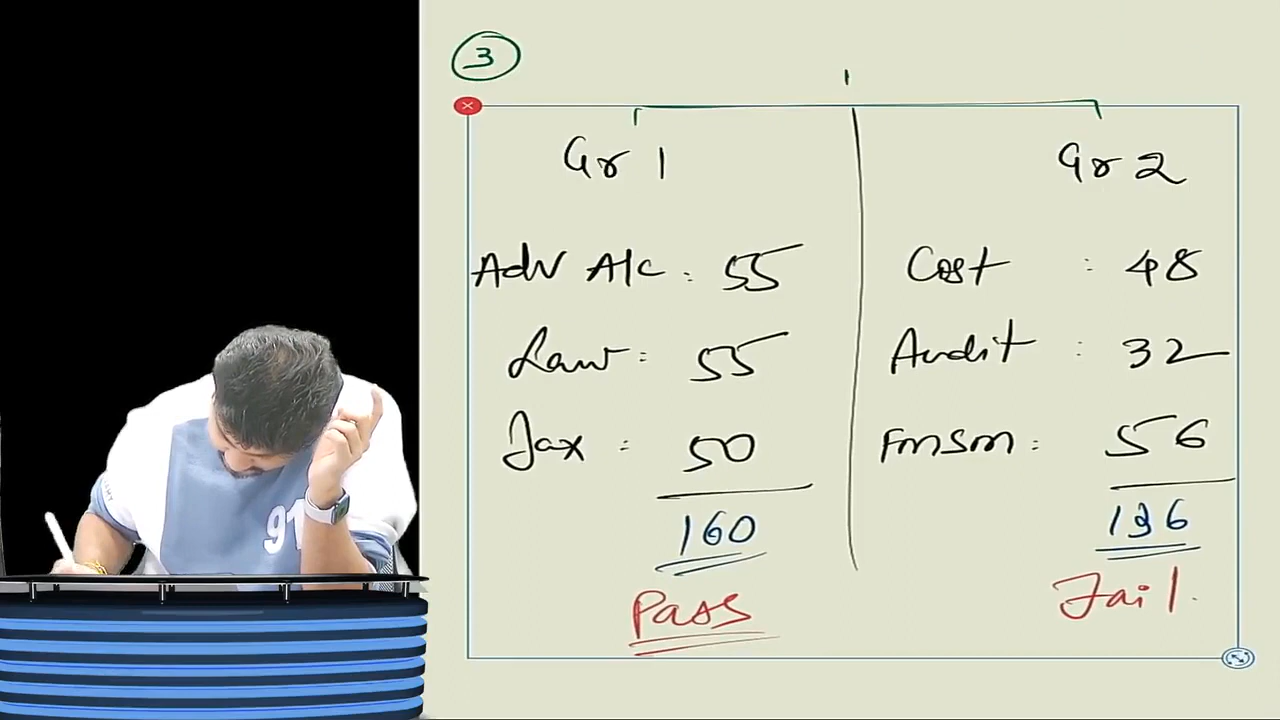 3
Gr 1
Adv A/c : 55
Law : 55
Tax : 50
160
Pass
Gr 2
Cost : 48
Audit : 32
FMSM : 56
136
Fail.
91